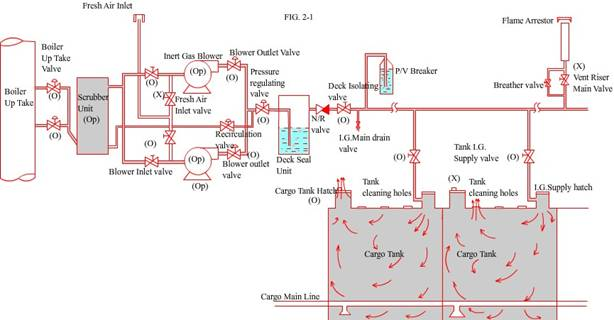 Fresh Air Inlet
FIG. 2-1
Flame Arrestor
Boiler
Up Take
Valve
Inert Gas Blower
Blower Outlet Valve
(Op)
(O)
Pressure
regulating
valve
P/V Breaker
(X)
Vent Riser
Main Valve
Breather valve
Boiler
Up Take
(O)
Scrubber
Unit
(Op)
(O)
(X)
Fresh Air
Inlet valve
(O)
Deck Isolating
valve
(O)
N/R
valve
I.G.Main drain
valve
(O)
(O)
Recirculation
valve
(O)
(Op)
Blower Inlet valve
(Op)
Blower outlet
valve
Deck Seal
Unit
(O)
Tank I.G.
Supply valve
(O)
Cargo Tank Hatch
(O)
Tank
cleaning holes
(X)
Tank
cleaning holes
I.G.Supply hatch
Cargo Tank
Cargo Tank
Cargo Main Line